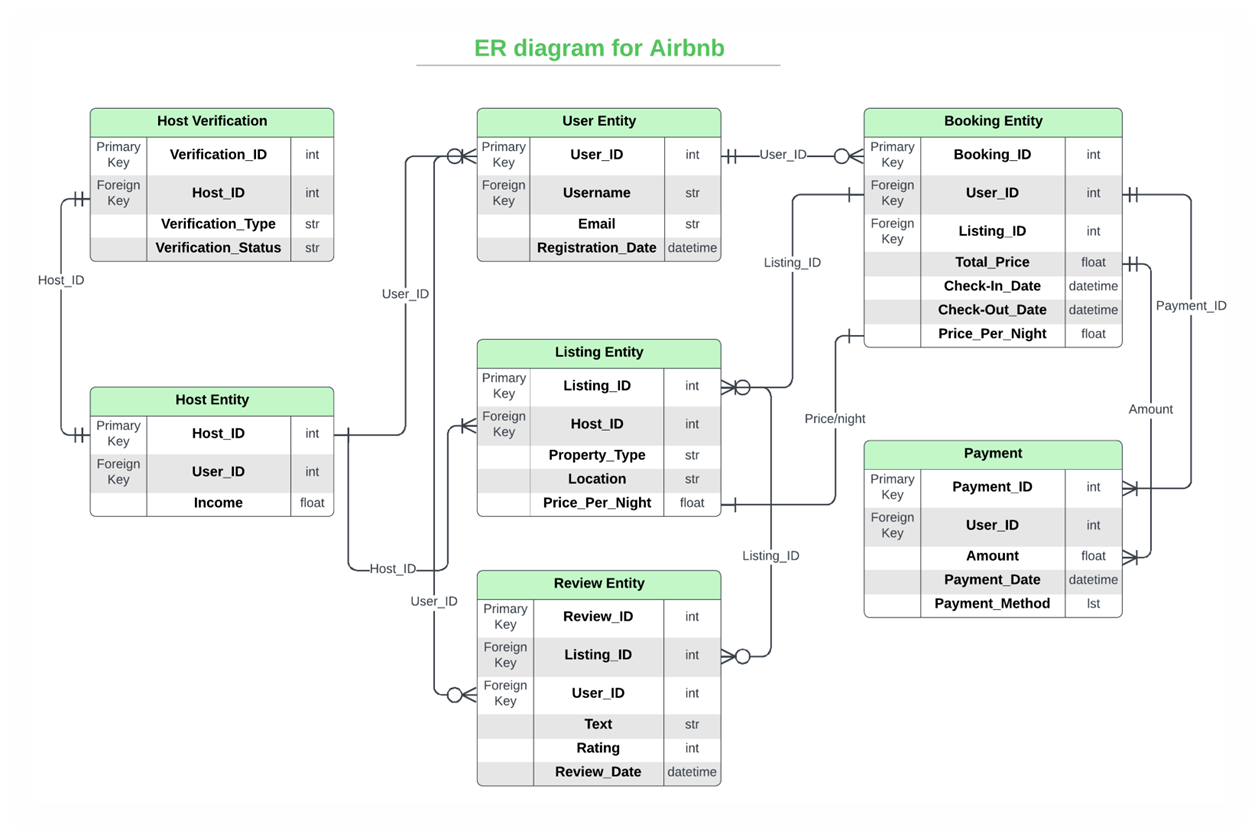 ER diagram for Airbnb
Host Verification
Primary Key Verification_ID int
Foreign Key Host_ID int
Verification_Type str
Verification_Status str
Host_ID
Host Entity
Primary Key Host_ID int
Foreign Key User_ID int
Income float
User_ID
Host_ID
User_ID
User Entity
Primary Key User_ID int
Foreign Key Username str
Email str
Registration_Date datetime
Listing Entity
Primary Key Listing_ID int
Foreign Key Host_ID int
Property_Type str
Location str
Price_Per_Night float
Review Entity
Primary Key Review_ID int
Foreign Key Listing_ID int
Foreign Key User_ID int
Text str
Rating int
Review_Date datetime
User_ID
Listing_ID
Price/night
Listing_ID
Booking Entity
Primary Key Booking_ID int
Foreign Key User_ID int
Foreign Key Listing_ID int
Total_Price float
Check-In_Date datetime
Check-Out_Date datetime
Price_Per_Night float
Payment_ID
Amount
Payment
Primary Key Payment_ID int
Foreign Key User_ID int
Amount float
Payment_Date datetime
Payment_Method lst